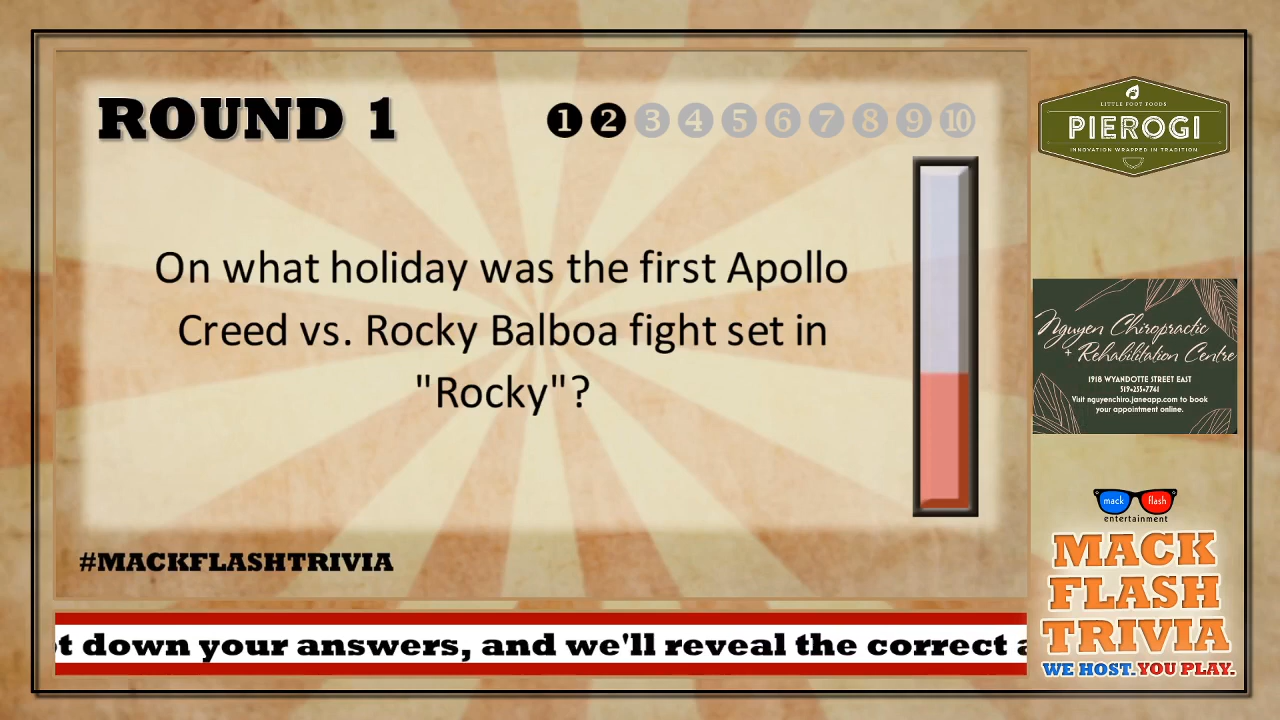 ROUND 1
1 2 3 4 5 6 7 8 9 10
On what holiday was the first Apollo
Creed vs. Rocky Balboa fight set in
"Rocky"?
#MACKFLASHTRIVIA
t down your answers, and we'll reveal the correct a
LITTLE FOOT FOODS
PIEROGI
INNOVATION WRAPPED IN TRADITION
Nguyen Chiropractic
+ Rehabilitation Centre
1918 WYANDOTTE STREET EAST
519-255-7741
Visit nguyenchiro.janeapp.com to book
your appointment online.
mack flash
entertainment
MACK
FLASH
TRIVIA
WE HOST. YOU PLAY.